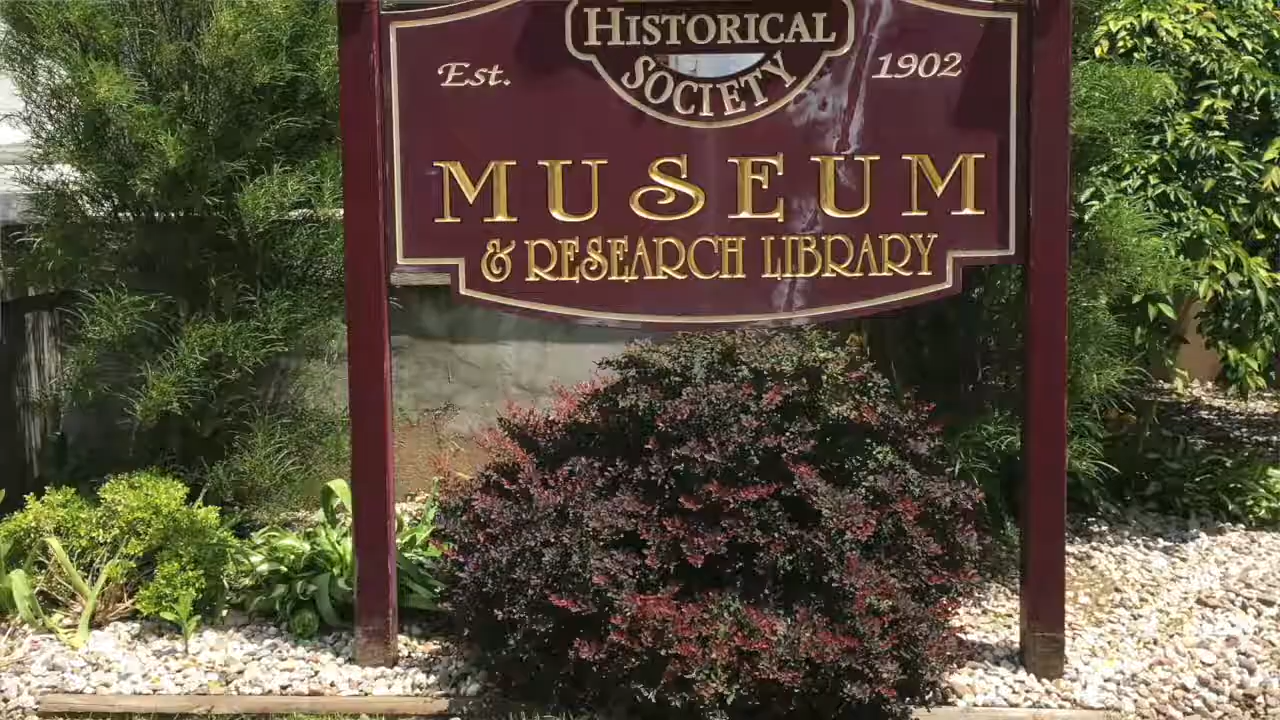 HISTORICAL
SOCIETY
Est. 1902
MUSEUM
& RESEARCH LIBRARY